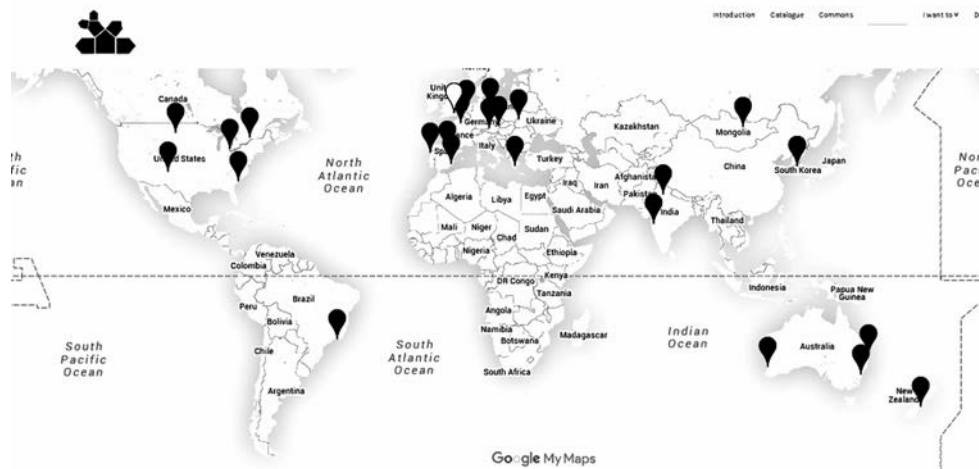 Introduction Catalogue Commons I want to
Canada
United States
Mexico
North
Atlantic
Ocean
Venezuela
Colombia
Peru
Brazil
Bolivia
Chile
Argentina
South
Pacific
Ocean
South
Atlantic
Ocean
Ukraine
Italy
Turkey
Algeria
Libya
Egypt
Mali
Niger
Chad
Sudan
Nigeria
Ethiopia
DR Congo
Kenya
Tanzania
Angola
Namibia
Botswana
Madagascar
South Africa
Iraq
Iran
Saudi Arabia
Afghanistan
Pakistan
India
Kazakhstan
Mongolia
China
South Korea
Japan
Thailand
Indonesia
Papua New
Guinea
Indian
Ocean
Australia
New
Zealand
Google My Maps